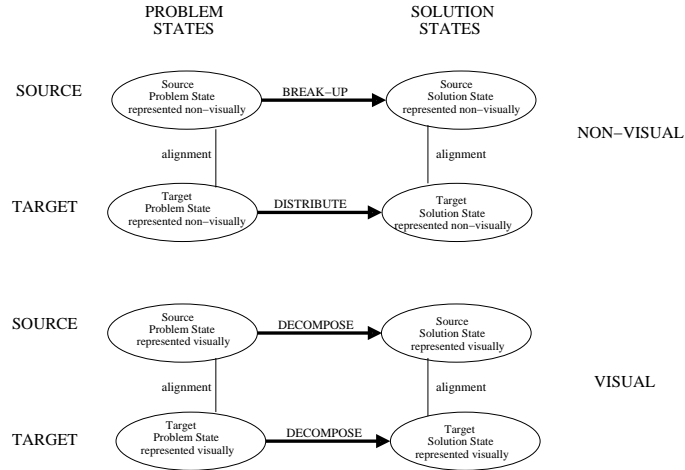 PROBLEM
STATES
SOLUTION
STATES
SOURCE
Source
Problem State
represented non−visually
BREAK−UP
Source
Solution State
represented non−visually
alignment
alignment
NON−VISUAL
TARGET
Target
Problem State
represented non−visually
DISTRIBUTE
Target
Solution State
represented non−visually
SOURCE
Source
Problem State
represented visually
DECOMPOSE
Source
Solution State
represented visually
alignment
alignment
VISUAL
TARGET
Target
Problem State
represented visually
DECOMPOSE
Target
Solution State
represented visually